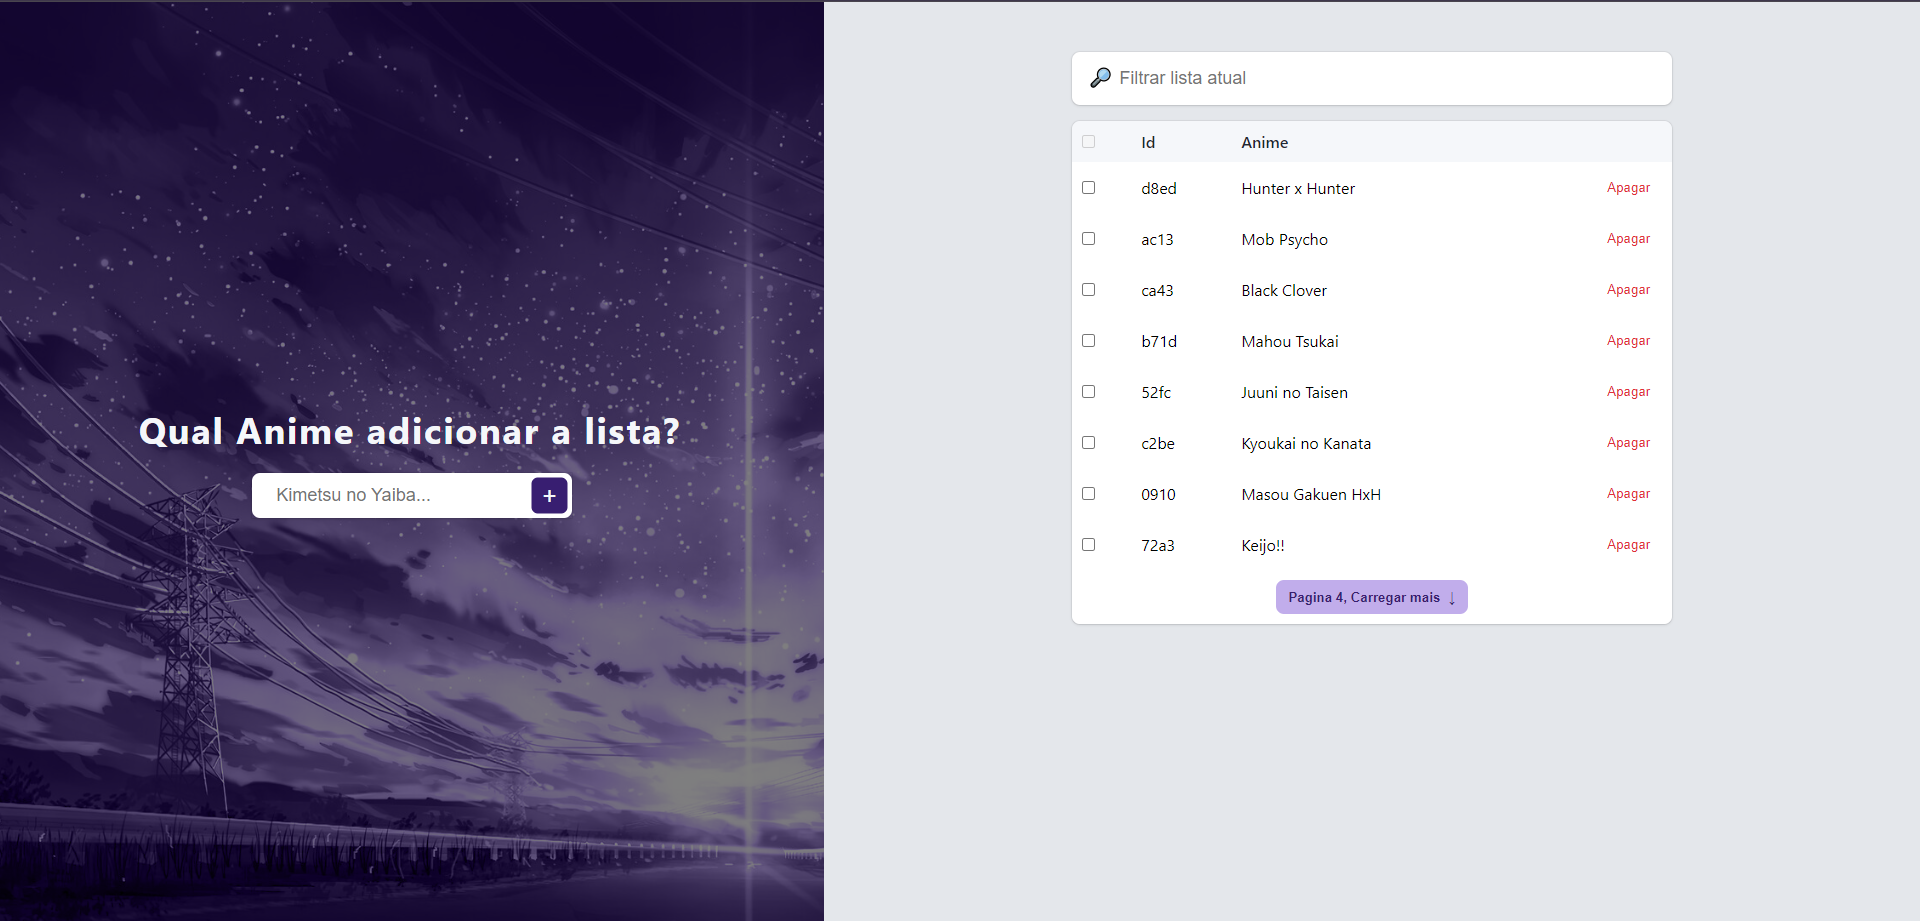 Qual Anime adicionar a lista?
Kimetsu no Yaiba...
+
Filtrar lista atual
Id Anime
d8ed Hunter x Hunter Apagar
ac13 Mob Psycho Apagar
ca43 Black Clover Apagar
b71d Mahou Tsukai Apagar
52fc Juuni no Taisen Apagar
c2be Kyoukai no Kanata Apagar
0910 Masou Gakuen HxH Apagar
72a3 Keijo!! Apagar
Pagina 4, Carregar mais ↓